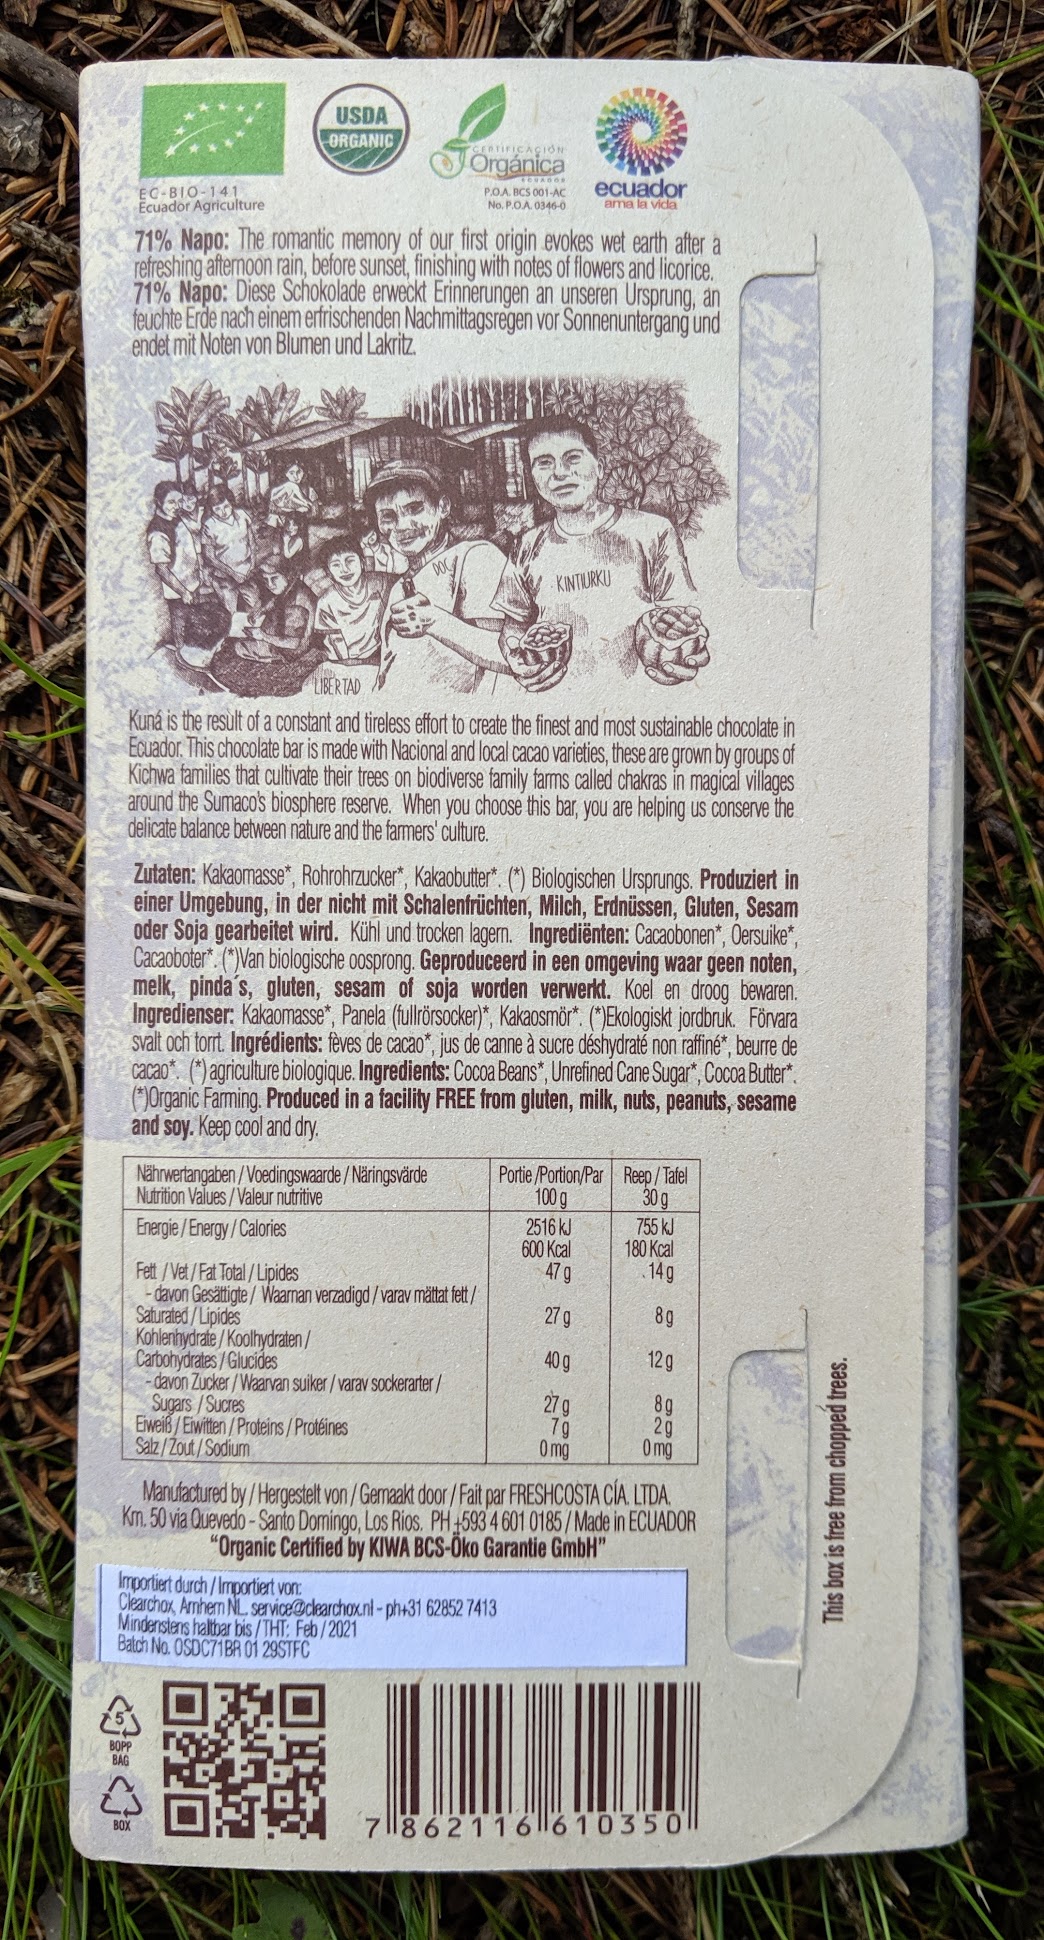 USDA
ORGANIC
CERTIFICACIÓN
Orgánica
ECUADOR
EC-BIO-141
Ecuador Agriculture
P.O.A. BCS 001-AC
No. P.O.A. 0346-0
ecuador
ama la vida
71% Napo: The romantic memory of our first origin evokes wet earth after a
refreshing afternoon rain, before sunset, finishing with notes of flowers and licorice.
71% Napo: Diese Schokolade erweckt Erinnerungen an unseren Ursprung, an
feuchte Erde nach einem erfrischenden Nachmittagsregen vor Sonnenuntergang und
endet mit Noten von Blumen und Lakritz.
DOC
KINTIURKU
LIBERTAD
Kuná is the result of a constant and tireless effort to create the finest and most sustainable chocolate in
Ecuador. This chocolate bar is made with Nacional and local cacao varieties, these are grown by groups of
Kichwa families that cultivate their trees on biodiverse family farms called chakras in magical villages
around the Sumaco's biosphere reserve. When you choose this bar, you are helping us conserve the
delicate balance between nature and the farmers' culture.
Zutaten: Kakaomasse*, Rohrohrzucker*, Kakaobutter*. (*) Biologischen Ursprungs. Produziert in
einer Umgebung, in der nicht mit Schalenfrüchten, Milch, Erdnüssen, Gluten, Sesam
oder Soja gearbeitet wird. Kühl und trocken lagern. Ingrediënten: Cacaobonen*, Oersuike*,
Cacaoboter*. (*)Van biologische oosprong. Geproduceerd in een omgeving waar geen noten,
melk, pinda´s, gluten, sesam of soja worden verwerkt. Koel en droog bewaren.
Ingredienser: Kakaomasse*, Panela (fullrörsocker)*, Kakaosmör*. (*)Ekologiskt jordbruk. Förvara
svalt och torrt. Ingrédients: fèves de cacao*, jus de canne à sucre déshydraté non raffiné*, beurre de
cacao*. (*) agriculture biologique. Ingredients: Cocoa Beans*, Unrefined Cane Sugar*, Cocoa Butter*.
(*)Organic Farming. Produced in a facility FREE from gluten, milk, nuts, peanuts, sesame
and soy. Keep cool and dry.
Nährwertangaben / Voedingswaarde / Näringsvärde Portie /Portion/Par Reep / Tafel
Nutrition Values / Valeur nutritive 100 g 30 g
Energie / Energy / Calories 2516 kJ 755 kJ
600 Kcal 180 Kcal
Fett / Vet / Fat Total / Lipides 47 g 14 g
- davon Gesättigte / Waarnan verzadigd / varav mättat fett /
Saturated / Lipides 27 g 8 g
Kohlenhydrate / Koolhydraten /
Carbohydrates / Glucides 40 g 12 g
- davon Zucker / Waarvan suiker / varav sockerarter /
Sugars / Sucres 27 g 8 g
Eiweiß / Eiwitten / Proteins / Protéines 7 g 2 g
Salz / Zout / Sodium 0 mg 0 mg
Manufactured by / Hergestelt von / Gemaakt door / Fait par FRESHCOSTA CÍA. LTDA.
Km. 50 via Quevedo - Santo Domingo, Los Rios. PH +593 4 601 0185 / Made in ECUADOR
"Organic Certified by KIWA BCS-Öko Garantie GmbH"
Importiert durch / Importiert von:
Clearchox, Arnhem NL. service@clearchox.nl - ph+31 62852 7413
Mindenstens haltbar bis / THT: Feb / 2021
Batch No. OSDC71BR 01 29STFC
5
BOPP
BAG
BOX
7 862116 610350
This box is free from chopped trees.